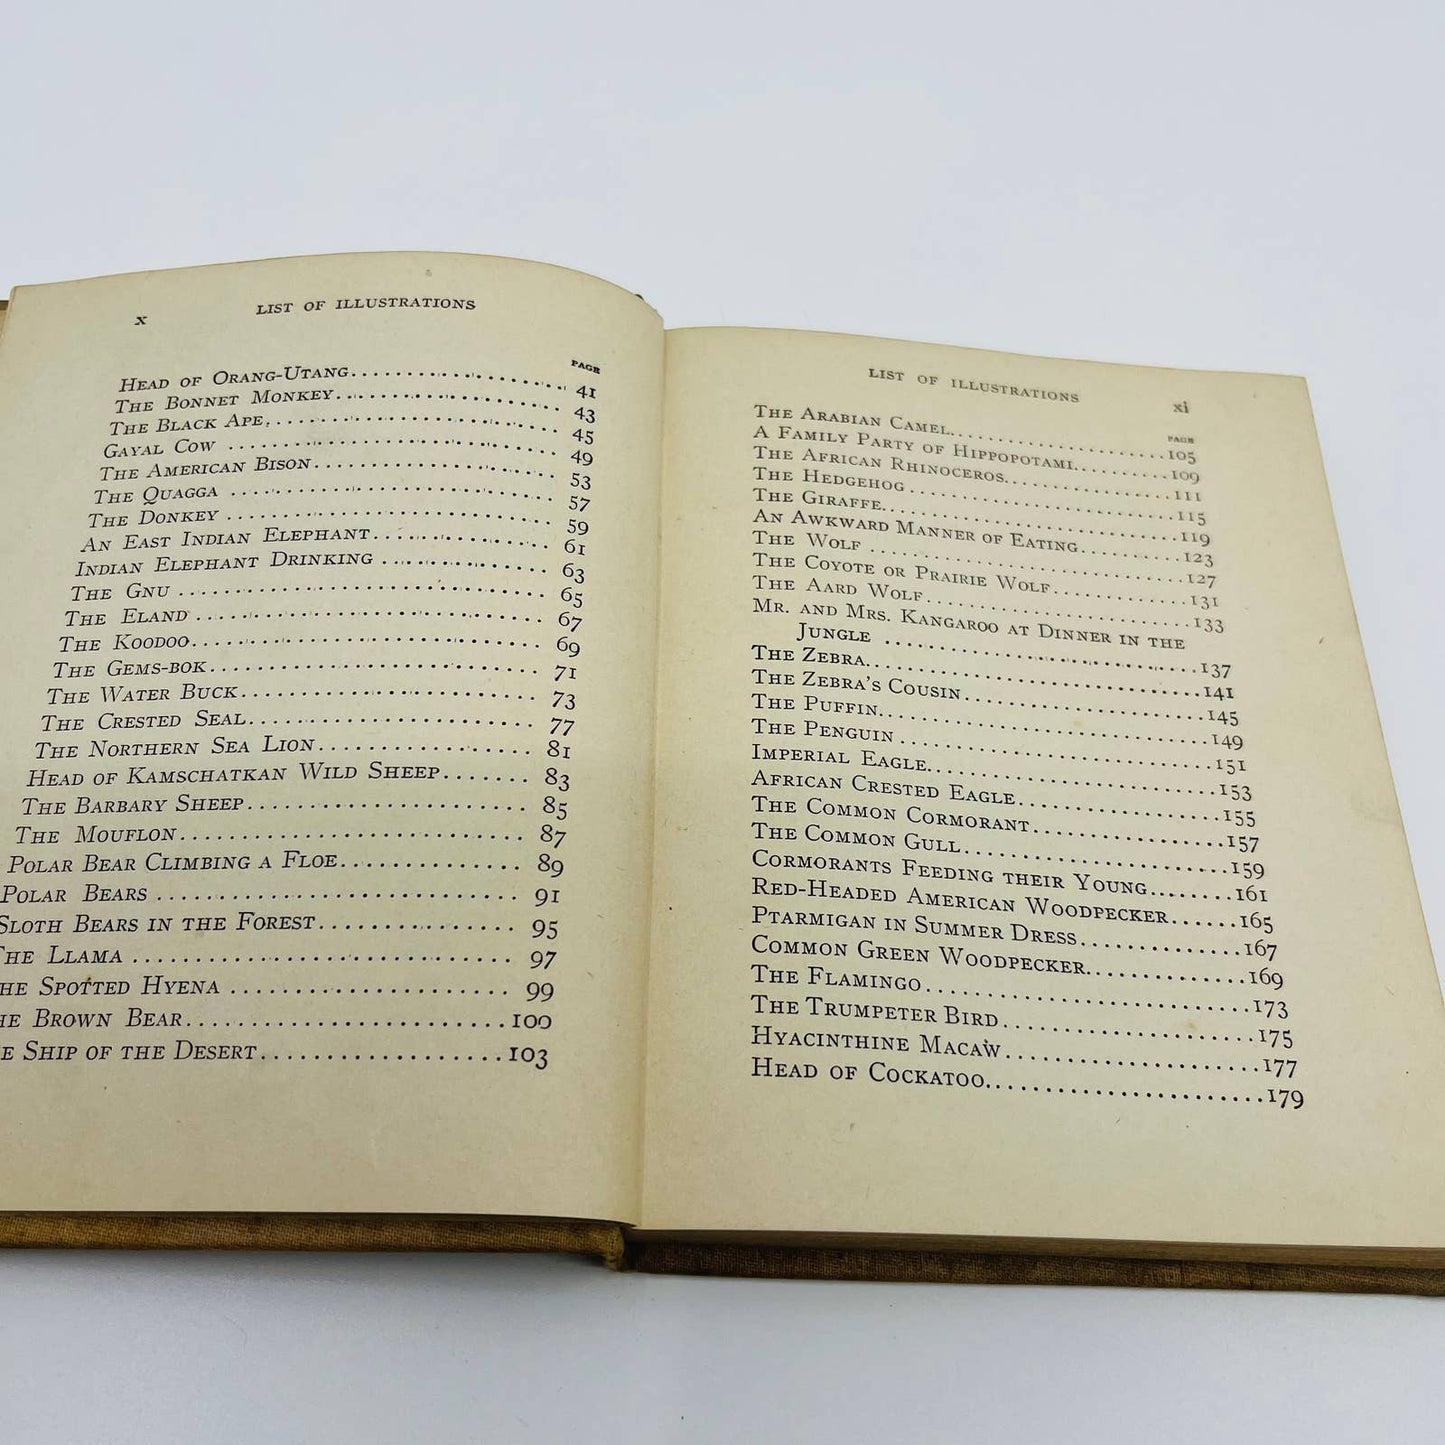 x LIST OF ILLUSTRATIONS
PAGE
HEAD OF ORANG-UTANG 41
THE BONNET MONKEY 43
THE BLACK APE 45
GAYAL COW 49
THE AMERICAN BISON 53
THE QUAGGA 57
THE DONKEY 59
AN EAST INDIAN ELEPHANT 61
INDIAN ELEPHANT DRINKING 63
THE GNU 65
THE ELAND 67
THE KOODOO 69
THE GEMS-BOK 71
THE WATER BUCK 73
THE CRESTED SEAL 77
THE NORTHERN SEA LION 81
HEAD OF KAMSCHATKAN WILD SHEEP 83
THE BARBARY SHEEP 85
THE MOUFLON 87
POLAR BEAR CLIMBING A FLOE 89
POLAR BEARS 91
SLOTH BEARS IN THE FOREST 95
THE LLAMA 97
HE SPOTTED HYENA 99
HE BROWN BEAR 100
E SHIP OF THE DESERT 103
LIST OF ILLUSTRATIONS xi
PAGE
THE ARABIAN CAMEL 105
A FAMILY PARTY OF HIPPOPOTAMI 109
THE AFRICAN RHINOCEROS 111
THE HEDGEHOG 115
THE GIRAFFE 119
AN AWKWARD MANNER OF EATING 123
THE WOLF 127
THE COYOTE OR PRAIRIE WOLF 131
THE AARD WOLF 133
MR. AND MRS. KANGAROO AT DINNER IN THE
JUNGLE 137
THE ZEBRA 141
THE ZEBRA'S COUSIN 145
THE PUFFIN 149
THE PENGUIN 151
IMPERIAL EAGLE 153
AFRICAN CRESTED EAGLE 155
THE COMMON CORMORANT 157
THE COMMON GULL 159
CORMORANTS FEEDING THEIR YOUNG 161
RED-HEADED AMERICAN WOODPECKER 165
PTARMIGAN IN SUMMER DRESS 167
COMMON GREEN WOODPECKER 169
THE FLAMINGO 173
THE TRUMPETER BIRD 175
HYACINTHINE MACAW 177
HEAD OF COCKATOO 179